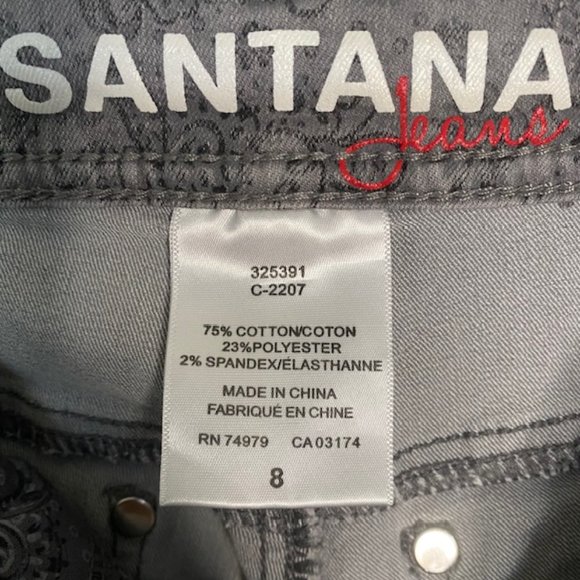 SANTANA
Jeans
325391
C-2207
75% COTTON/COTON
23%POLYESTER
2% SPANDEX/ÉLASTHANNE
MADE IN CHINA
FABRIQUÉ EN CHINE
RN 74979 CA 03174
8